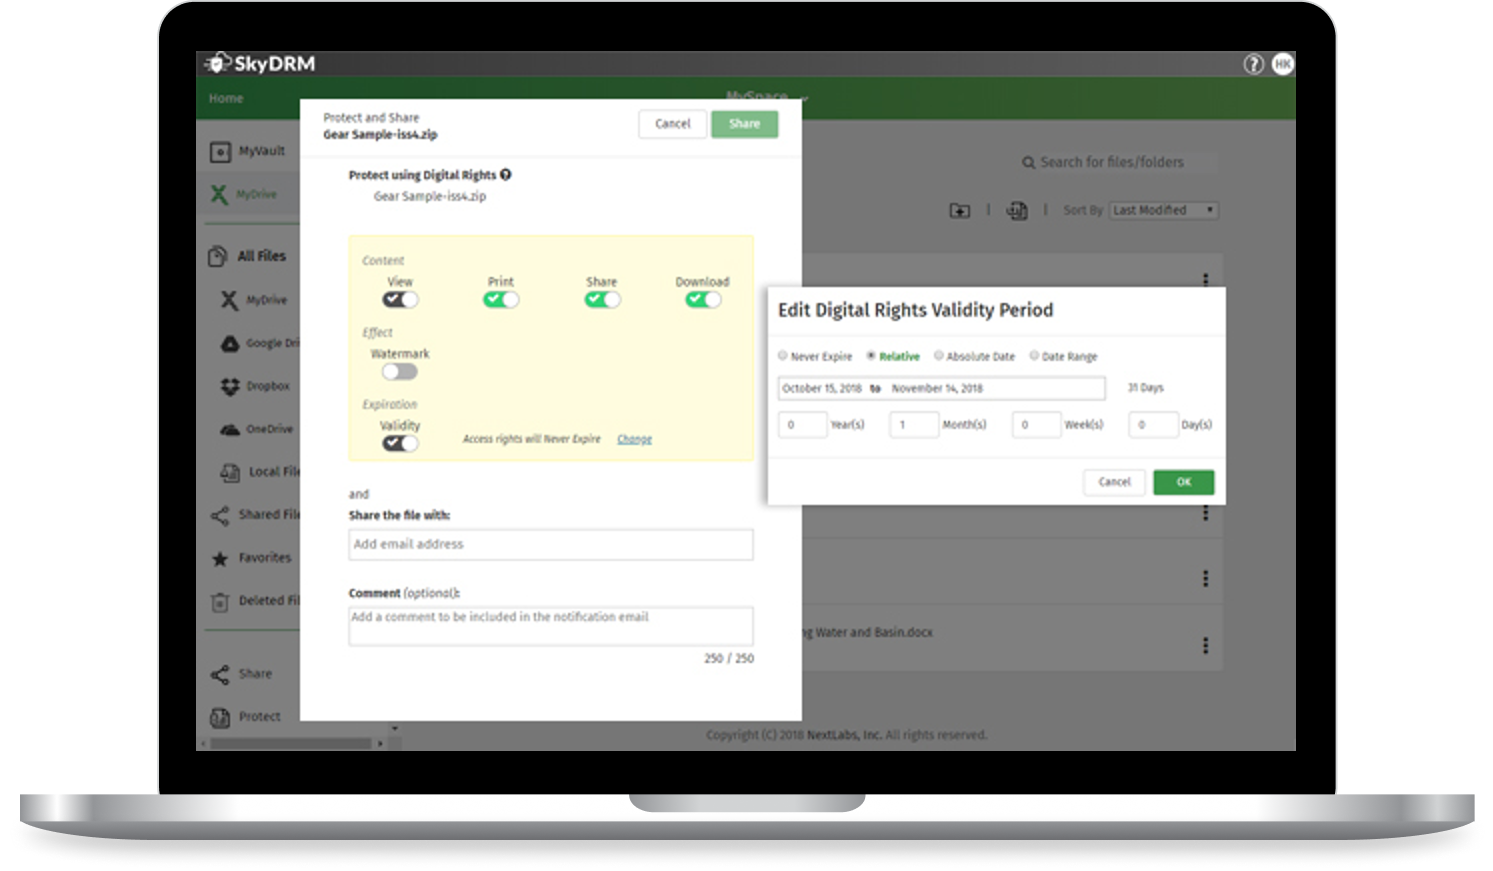 SkyDRM
? HK
Home
MySpace
Protect and Share
Gear Sample-iss4.zip
Cancel
Share
MyVault
MyDrive
All Files
MyDrive
Google Dri
Dropbox
OneDrive
Local File
Shared File
Favorites
Deleted Fil
Share
Protect
Protect using Digital Rights ?
Gear Sample-iss4.zip
Content
View Print Share Download
Effect
Watermark
Expiration
Validity
Access rights will Never Expire Change
and
Share the file with:
Add email address
Comment (optional):
Add a comment to be included in the notification email
250 / 250
Search for files/folders
Sort By Last Modified
Edit Digital Rights Validity Period
Never Expire Relative Absolute Date Date Range
October 15, 2018 to November 14, 2018 31 Days
0 Year(s) 1 Month(s) 0 Week(s) 0 Day(s)
Cancel OK
ng Water and Basin.docx
Copyright (C) 2018 NextLabs, Inc. All rights reserved.